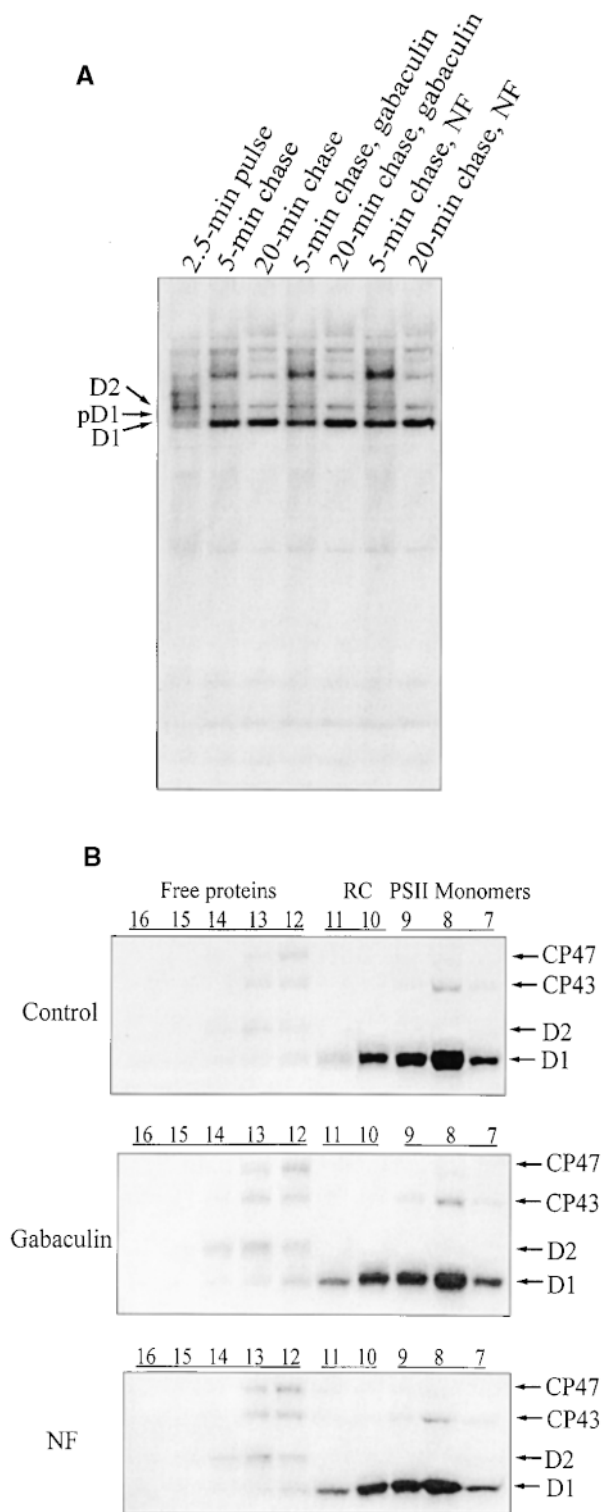 A
2.5-min pulse
5-min chase
20-min chase
5-min chase, gabaculin
20-min chase, gabaculin
5-min chase, NF
20-min chase, NF
D2
pD1
D1
B
Free proteins RC PSII Monomers
16 15 14 13 12 11 10 9 8 7
Control
CP47
CP43
D2
D1
16 15 14 13 12 11 10 9 8 7
Gabaculin
CP47
CP43
D2
D1
16 15 14 13 12 11 10 9 8 7
NF
CP47
CP43
D2
D1